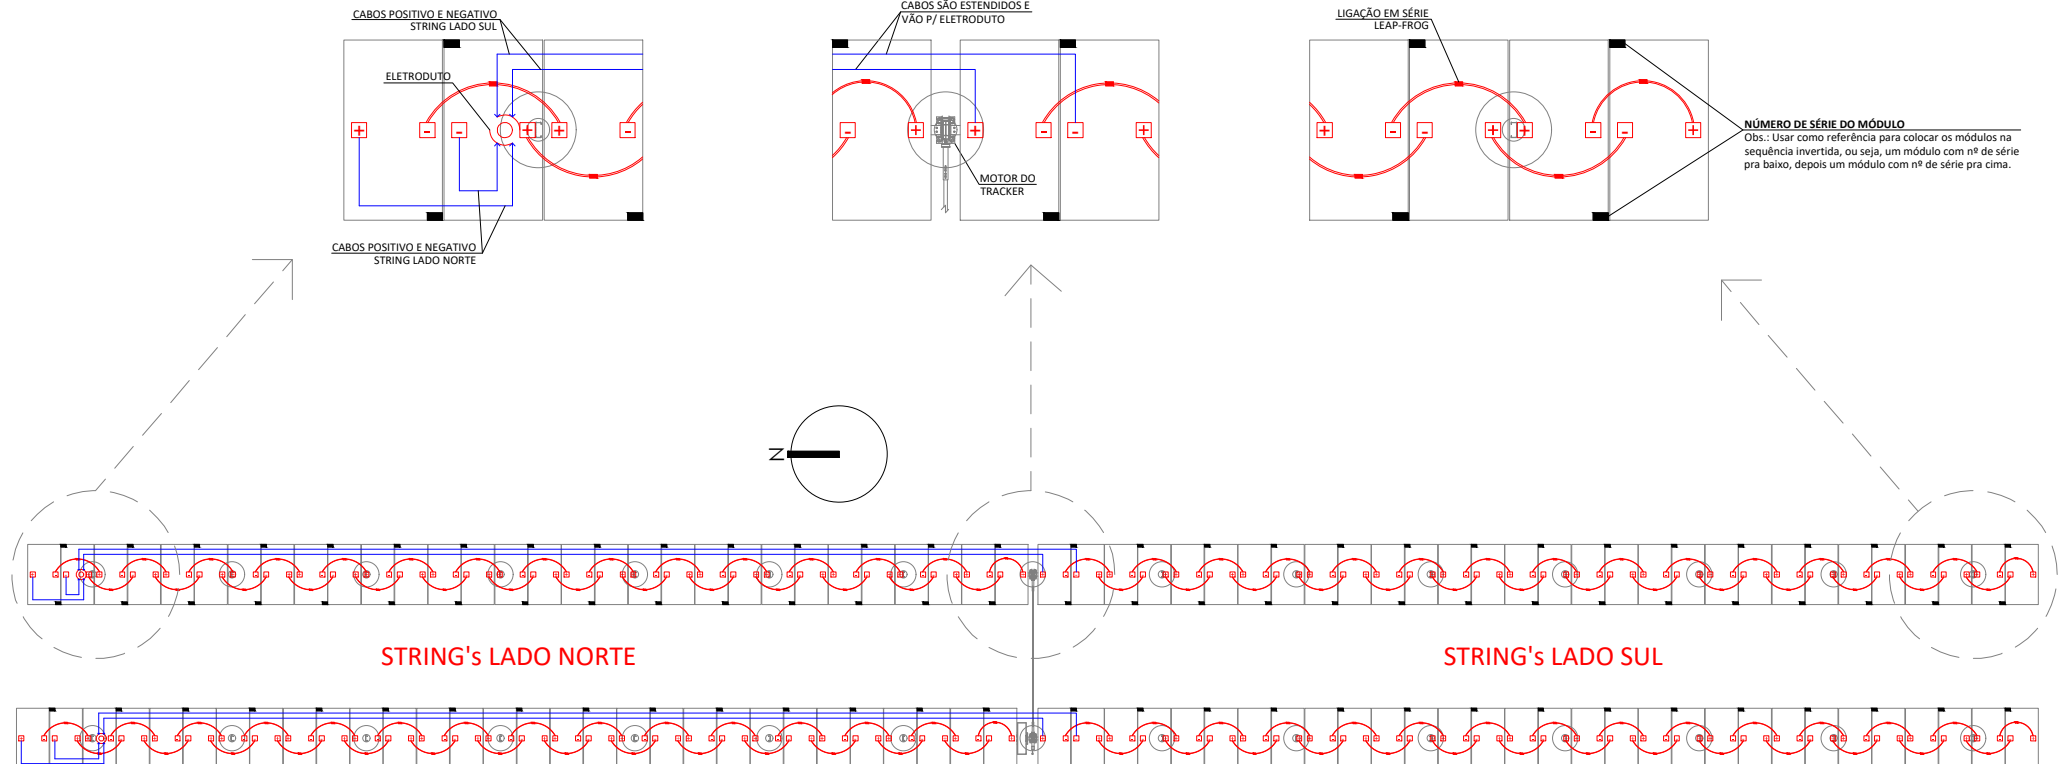 CABOS POSITIVO E NEGATIVO
STRING LADO SUL
ELETRODUTO
+
-
-
+
+
-
CABOS POSITIVO E NEGATIVO
STRING LADO NORTE
CABOS SÃO ESTENDIDOS E
VÃO P/ ELETRODUTO
-
+
+
-
-
+
MOTOR DO
TRACKER
LIGAÇÃO EM SÉRIE
LEAP-FROG
+
-
-
+
+
-
-
+
NÚMERO DE SÉRIE DO MÓDULO
Obs.: Usar como referência para colocar os módulos na
sequência invertida, ou seja, um módulo com nº de série
pra baixo, depois um módulo com nº de série pra cima.
N
STRING's LADO NORTE
STRING's LADO SUL